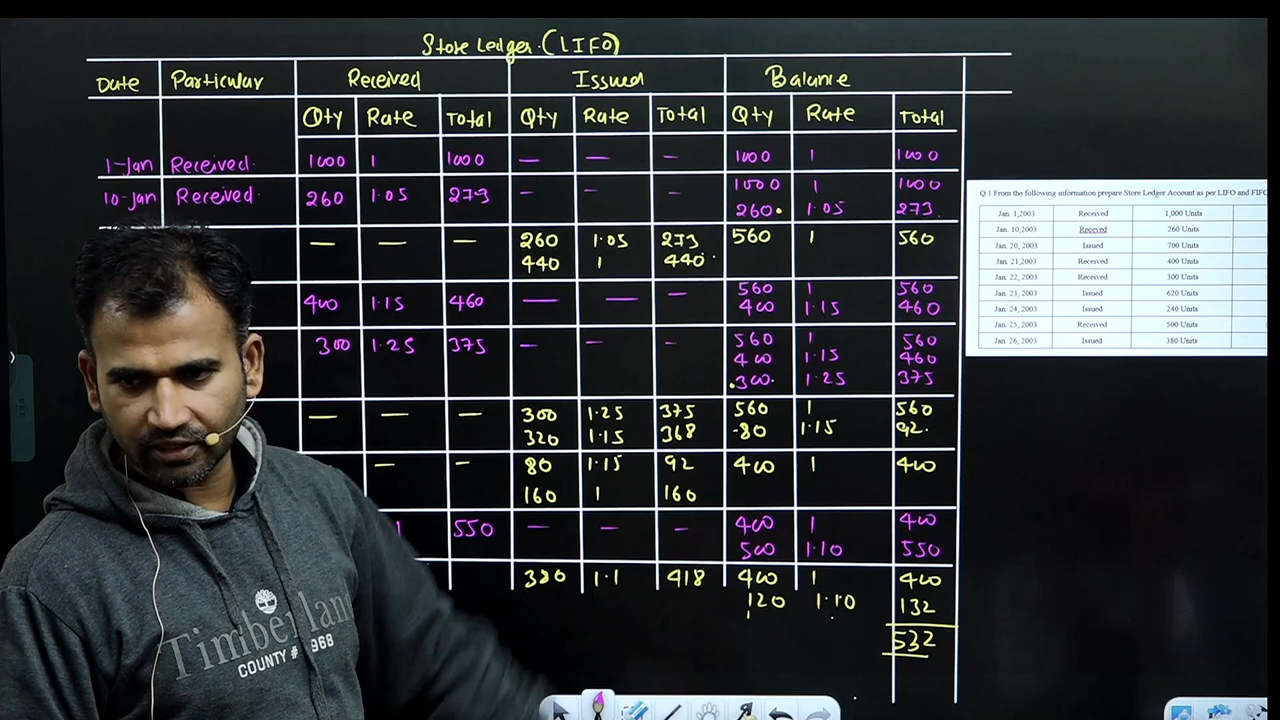 Store Ledger (LIFO)
Date Particular Received Issued Balance
Qty Rate Total Qty Rate Total Qty Rate Total
1-Jan Received 1000 1 1000 — — — 1000 1 1000
10-Jan Received 260 1.05 273 — — — 1000 1 1000
260 1.05 273
— — — 260 1.05 273 560 1 560
440 1 440
400 1.15 460 — — — 560 1 560
400 1.15 460
300 1.25 375 — — — 560 1 560
400 1.15 460
300 1.25 375
— — — 300 1.25 375 560 1 560
320 1.15 368 80 1.15 92
— — 80 1.15 92 400 1 400
160 1 160
1 550 — — — 400 1 400
500 1.10 550
380 1.1 418 400 1 400
120 1.10 132
532
Q 1 From the following information prepare Store Ledger Account as per LIFO and FIFO
Jan. 1,2003 Received 1,000 Units
Jan. 10,2003 Receved 260 Units
Jan. 20, 2003 Issued 700 Units
Jan. 21,2003 Received 400 Units
Jan. 22, 2003 Received 300 Units
Jan. 23, 2003 Issued 620 Units
Jan. 24, 2003 Issued 240 Units
Jan. 25, 2003 Received 500 Units
Jan. 26, 2003 Issued 380 Units
Timberland
COUNTY # 968